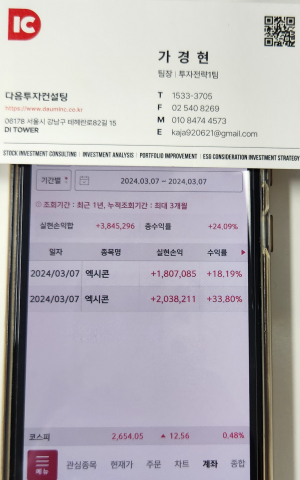 DIC
가 경 현
팀장 | 투자전략1팀
다음투자컨설팅
https://www.dauminc.co.kr
06178 서울시 강남구 테헤란로82길 15
DI TOWER
T 1533-3705
F 02 540 8269
M 010 8474 4573
E kaja920621@gmail.com
STOCK INVESTMENT CONSULTING | INVESTMENT ANALYSIS | PORTFOLIO IMPROVEMENT | ESG CONSIDERATION INVESTMENT STRATEGY
기간별 2024.03.07 ~ 2024.03.07
조회기간 : 최근 1년, 누적조회기간 : 최대 3개월
실현손익합 +3,845,296 총수익률 +24.09%
일자 종목명 실현손익 수익률
2024/03/07 엑시콘 +1,807,085 +18.19%
2024/03/07 엑시콘 +2,038,211 +33.80%
코스피 2,654.05 ▲ 12.56 0.48%
메뉴 관심종목 현재가 주문 차트 계좌 종합